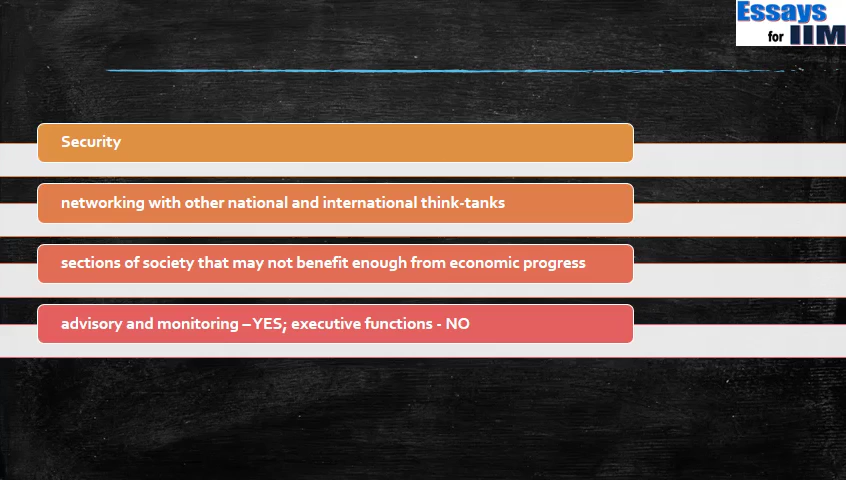 Essays
for IIM
Security
networking with other national and international think-tanks
sections of society that may not benefit enough from economic progress
advisory and monitoring –YES; executive functions - NO